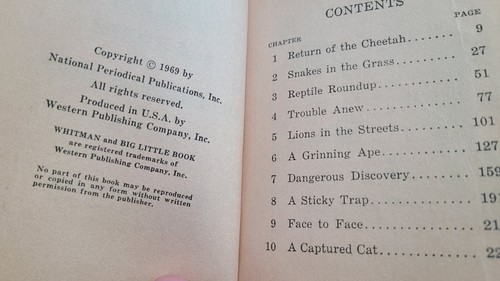 Copyright © 1969 by
National Periodical Publications, Inc.
All rights reserved.
Produced in U.S.A. by
Western Publishing Company, Inc.
WHITMAN and BIG LITTLE BOOK
are registered trademarks of
Western Publishing Company, Inc.
No part of this book may be reproduced
or copied in any form without written
permission from the publisher.
CONTENTS
CHAPTER PAGE
1 Return of the Cheetah........ 9
2 Snakes in the Grass.......... 27
3 Reptile Roundup............. 51
4 Trouble Anew............... 77
5 Lions in the Streets.......... 101
6 A Grinning Ape............. 127
7 Dangerous Discovery........ 159
8 A Sticky Trap..............
9 Face to Face................
10 A Captured Cat.............